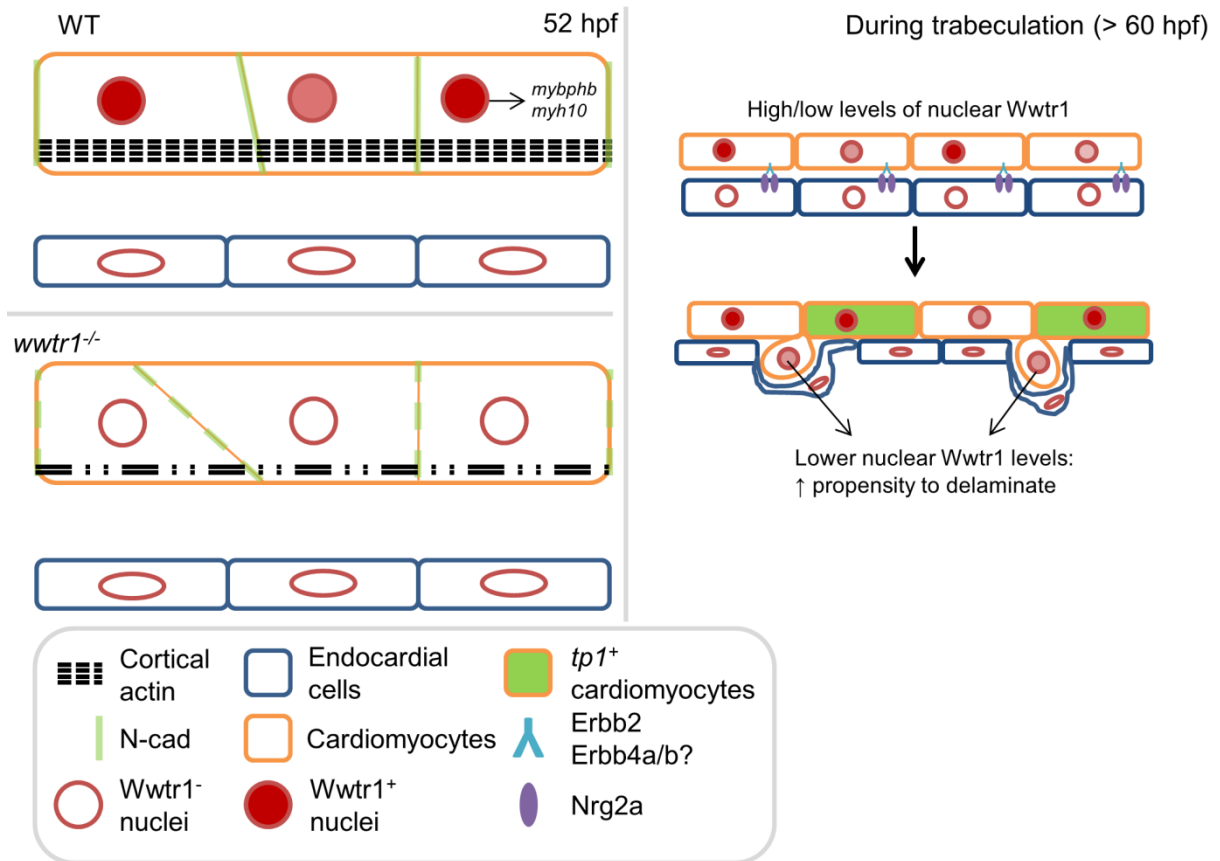 WT
52 hpf
mybphb
myh10
wwtr1-/-
During trabeculation (> 60 hpf)
High/low levels of nuclear Wwtr1
Lower nuclear Wwtr1 levels:
↑ propensity to delaminate
Cortical
actin
Endocardial
cells
tp1+
cardiomyocytes
N-cad
Cardiomyocytes
Erbb2
Erbb4a/b?
Wwtr1-
nuclei
Wwtr1+
nuclei
Nrg2a